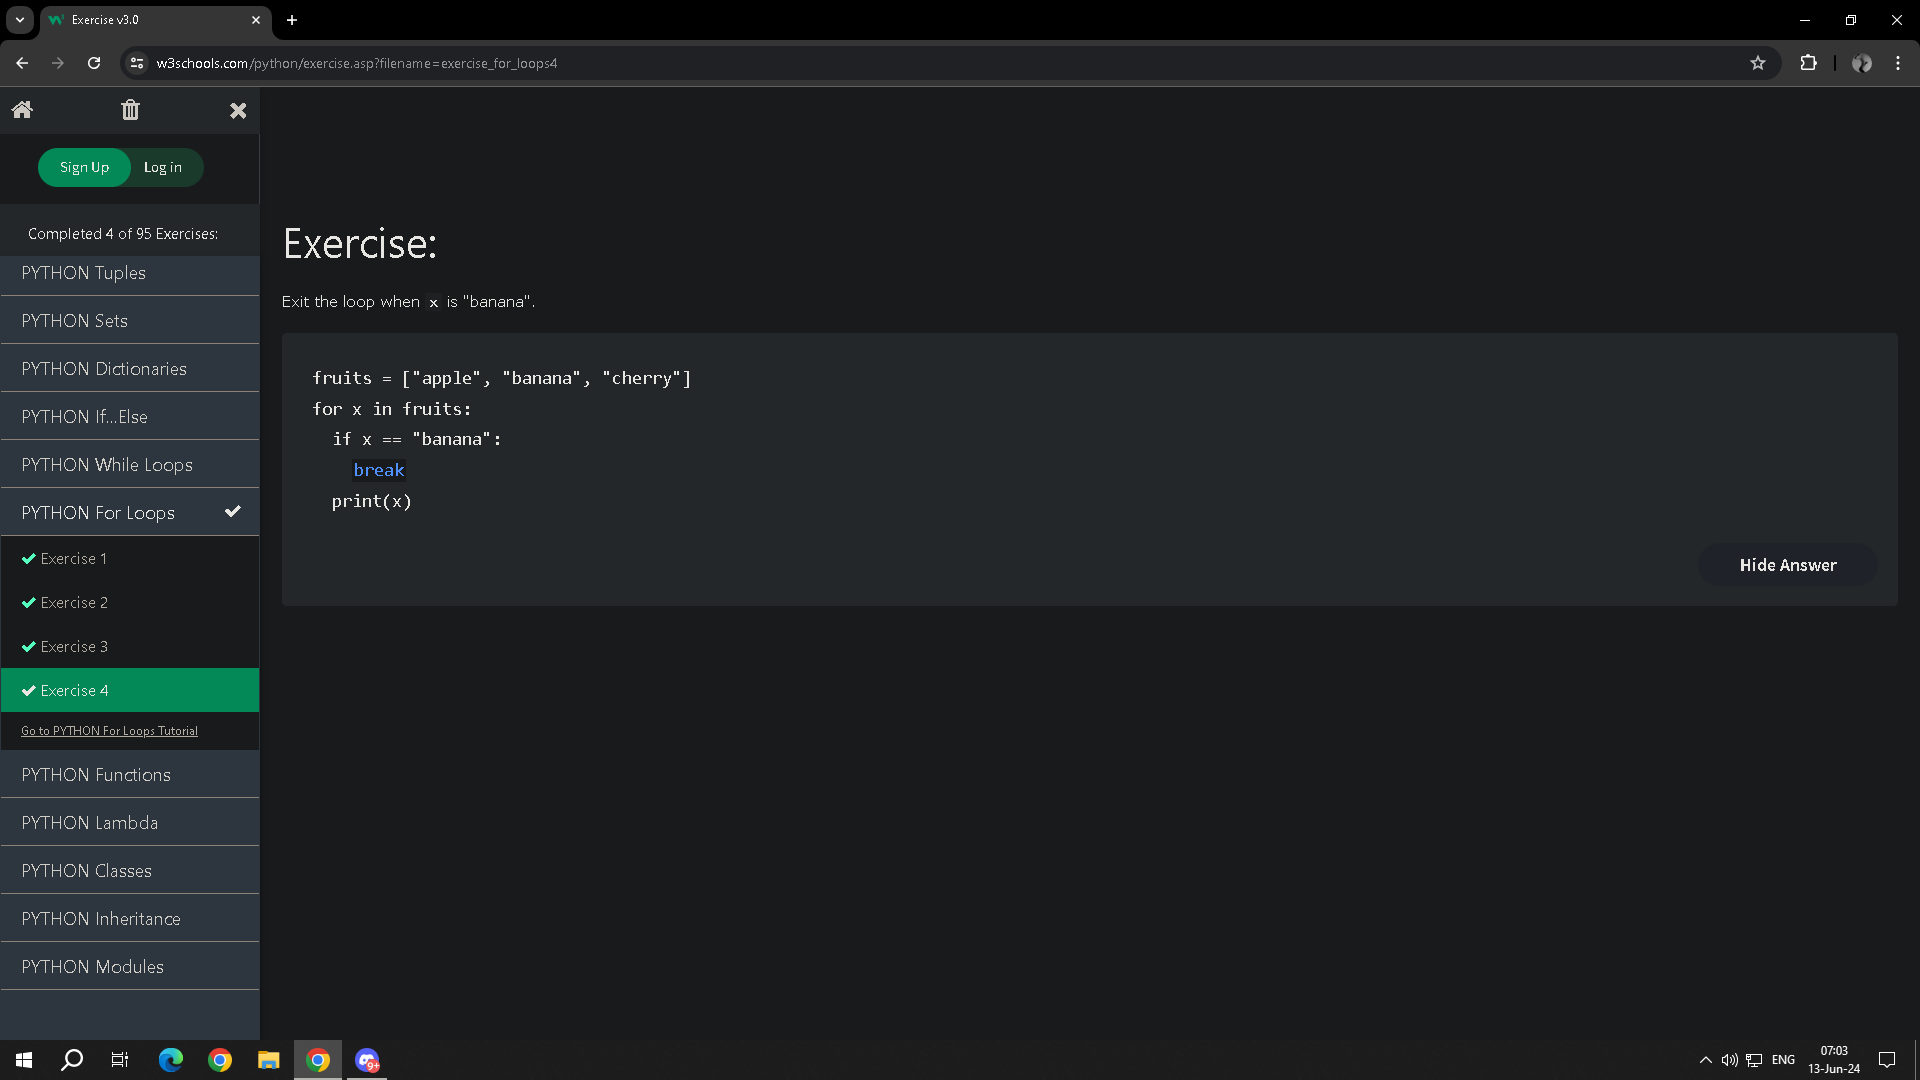 Exercise v3.0
w3schools.com/python/exercise.asp?filename=exercise_for_loops4
Sign Up
Log in
Completed 4 of 95 Exercises:
PYTHON Tuples
PYTHON Sets
PYTHON Dictionaries
PYTHON If...Else
PYTHON While Loops
PYTHON For Loops
Exercise 1
Exercise 2
Exercise 3
Exercise 4
Go to PYTHON For Loops Tutorial
PYTHON Functions
PYTHON Lambda
PYTHON Classes
PYTHON Inheritance
PYTHON Modules
Exercise:
Exit the loop when x is "banana".
fruits = ["apple", "banana", "cherry"]
for x in fruits:
  if x == "banana":
    break
  print(x)
Hide Answer
9+
ENG
07:03
13-Jun-24